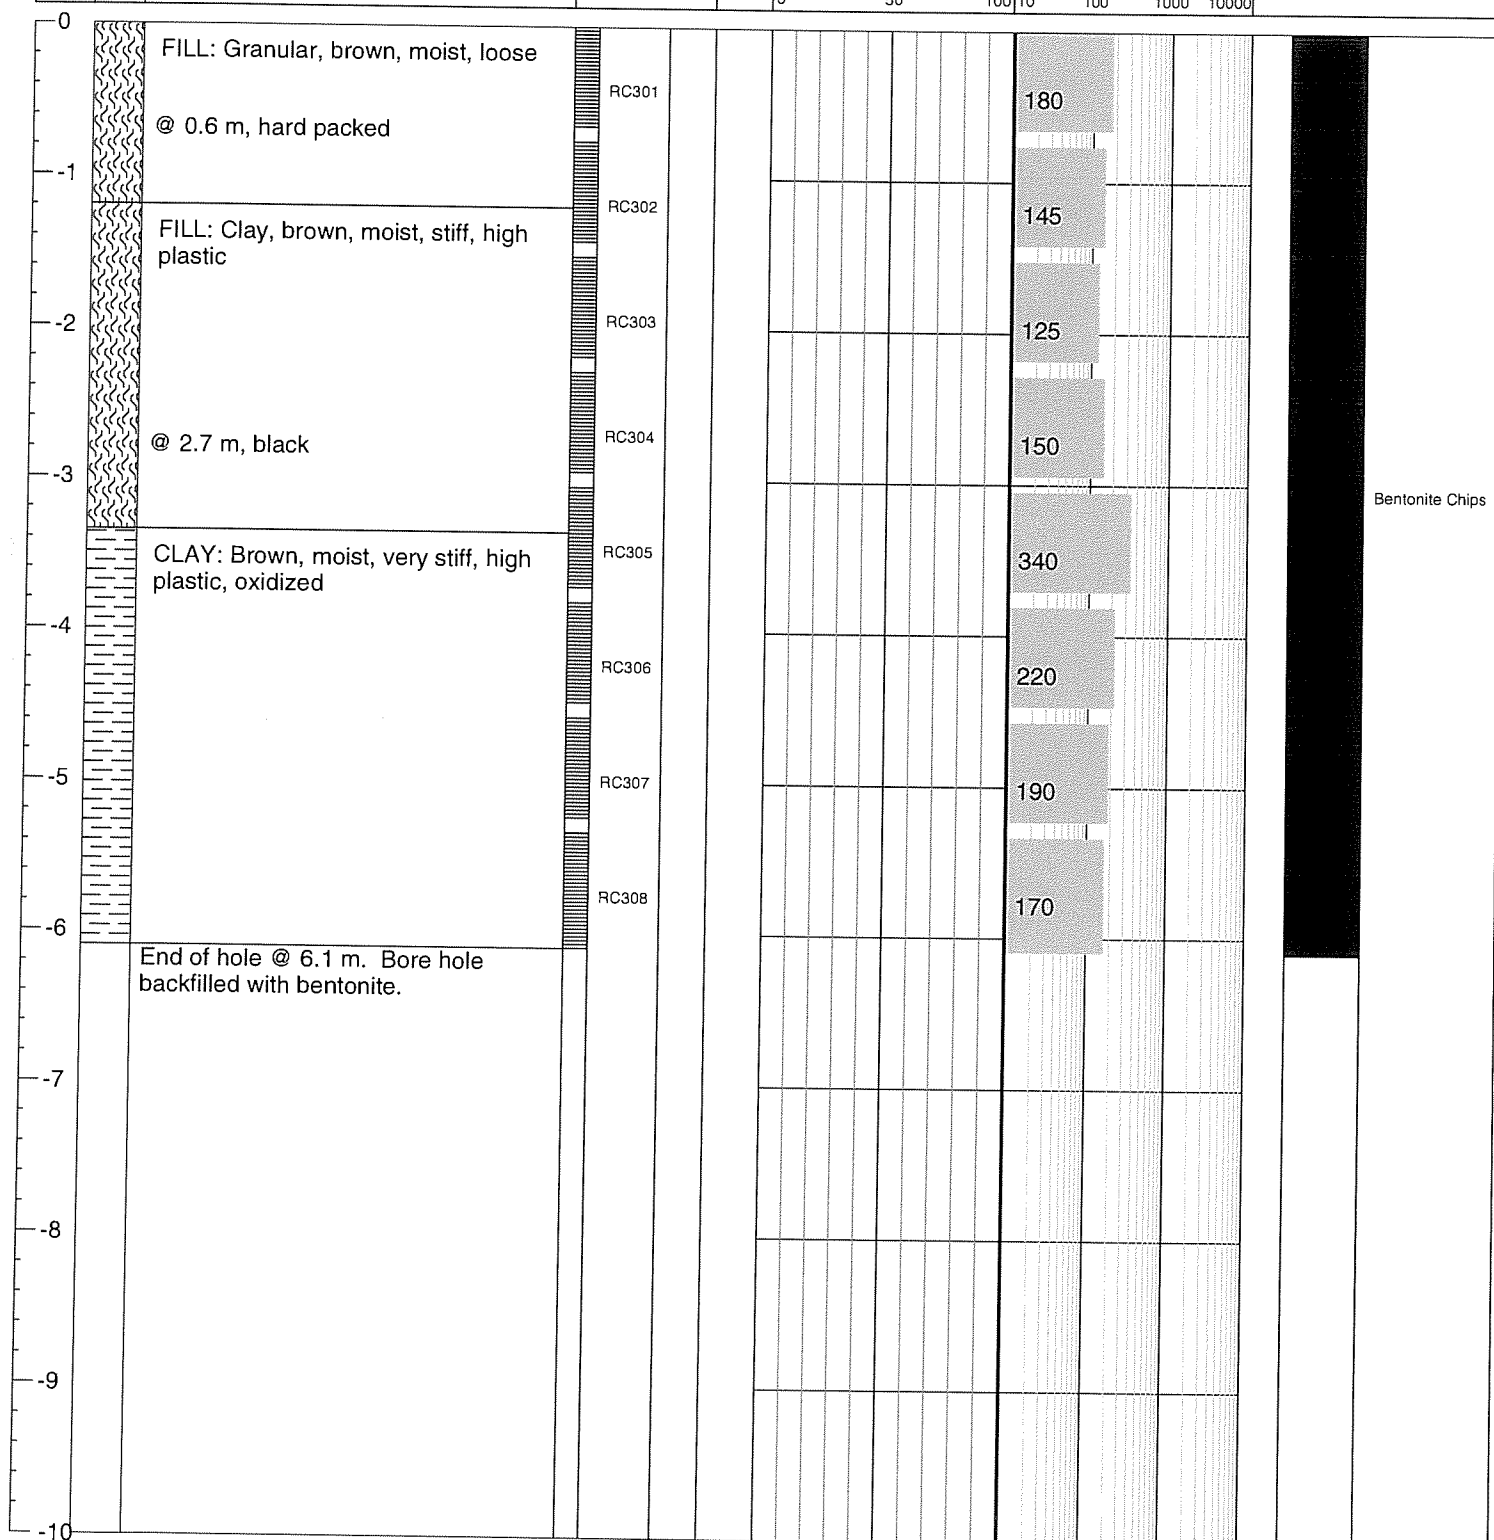 0 50 100 10 100 1000 10000
0
FILL: Granular, brown, moist, loose
RC301
180
@ 0.6 m, hard packed
-1
RC302
145
FILL: Clay, brown, moist, stiff, high
plastic
-2
RC303
125
@ 2.7 m, black
RC304
150
-3
Bentonite Chips
CLAY: Brown, moist, very stiff, high
plastic, oxidized
RC305
340
-4
RC306
220
-5
RC307
190
RC308
170
-6
End of hole @ 6.1 m. Bore hole
backfilled with bentonite.
-7
-8
-9
-10